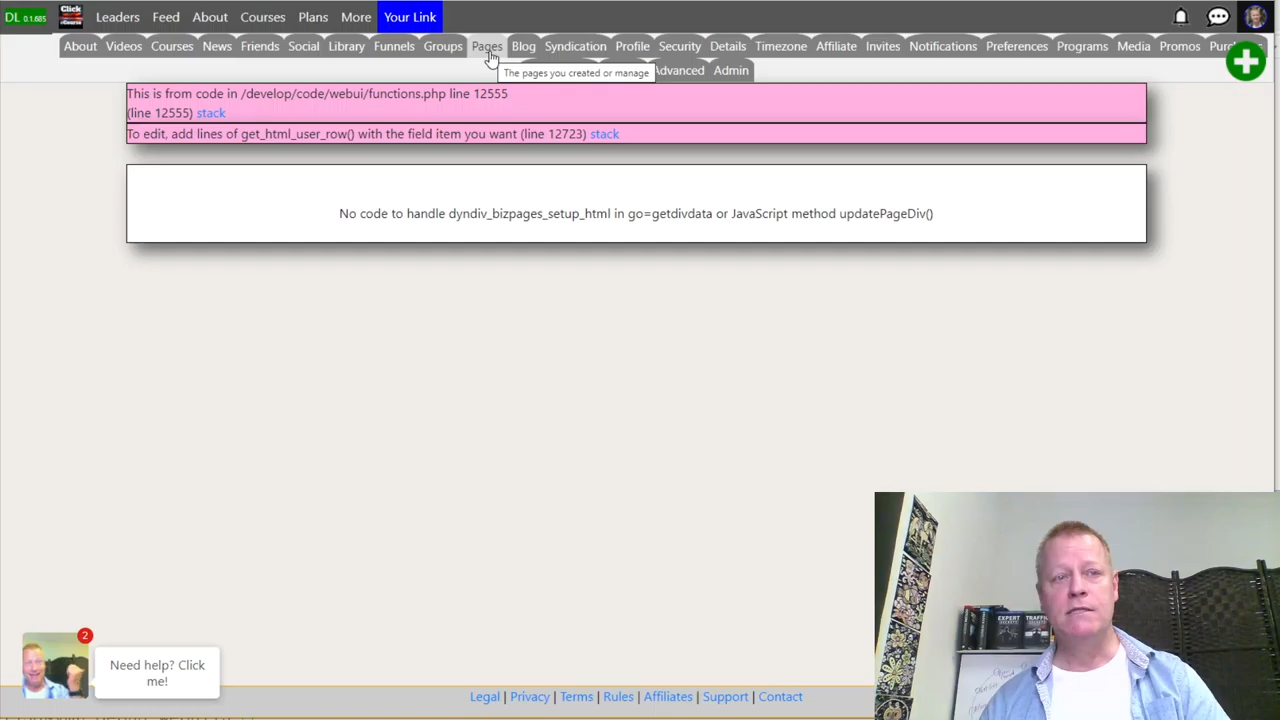 DL 0.1.685 Click eCourse Leaders Feed About Courses Plans More Your Link
About Videos Courses News Friends Social Library Funnels Groups Pages Blog Syndication Profile Security Details Timezone Affiliate Invites Notifications Preferences Programs Media Promos
The pages you created or manage
Advanced Admin
This is from code in /develop/code/webui/functions.php line 12555
(line 12555) stack
To edit, add lines of get_html_user_row() with the field item you want (line 12723) stack
No code to handle dyndiv_bizpages_setup_html in go=getdivdata or JavaScript method updatePageDiv()
EXPERT SECRETS
TRAFFIC SECRETS
2
Need help? Click
me!
Legal | Privacy | Terms | Rules | Affiliates | Support | Contact